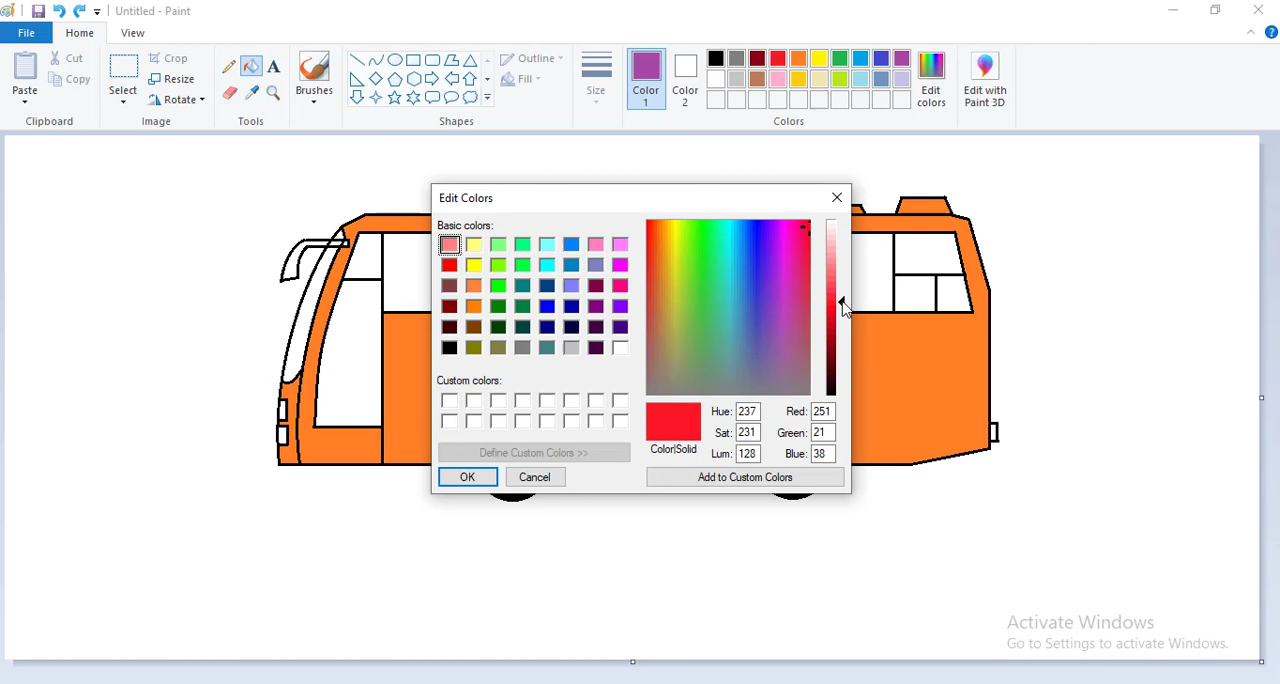 Untitled - Paint
File Home View
Paste
Cut
Copy
Clipboard
Select
Crop
Resize
Rotate
Image
A
Tools
Brushes
Outline
Fill
Shapes
Size
Color 1
Color 2
Edit colors
Colors
Edit with Paint 3D
Edit Colors
Basic colors:
Custom colors:
Define Custom Colors >>
OK Cancel
Color|Solid
Hue: 237 Red: 251
Sat: 231 Green: 21
Lum: 128 Blue: 38
Add to Custom Colors
Activate Windows
Go to Settings to activate Windows.